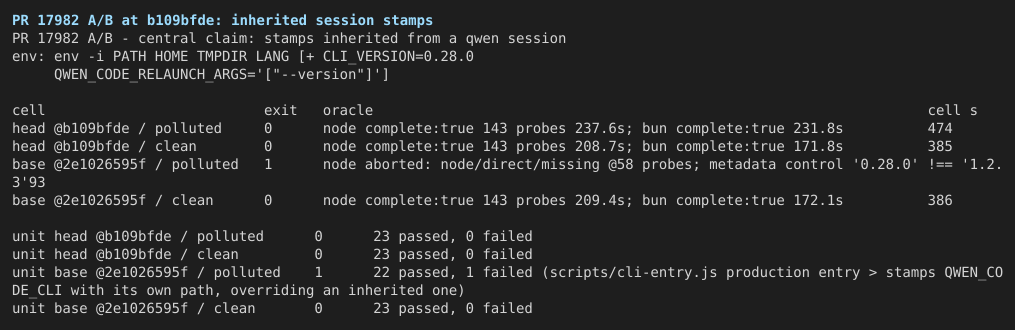 PR 17982 A/B at b109bfde: inherited session stamps
PR 17982 A/B - central claim: stamps inherited from a qwen session
env: env -i PATH HOME TMPDIR LANG [+ CLI_VERSION=0.28.0
QWEN_CODE_RELAUNCH_ARGS='["--version"]']
cell exit oracle cell s
head @b109bfde / polluted 0 node complete:true 143 probes 237.6s; bun complete:true 231.8s 474
head @b109bfde / clean 0 node complete:true 143 probes 208.7s; bun complete:true 171.8s 385
base @2e1026595f / polluted 1 node aborted: node/direct/missing @58 probes; metadata control '0.28.0' !== '1.2.
3'93
base @2e1026595f / clean 0 node complete:true 143 probes 209.4s; bun complete:true 172.1s 386
unit head @b109bfde / polluted 0 23 passed, 0 failed
unit head @b109bfde / clean 0 23 passed, 0 failed
unit base @2e1026595f / polluted 1 22 passed, 1 failed (scripts/cli-entry.js production entry > stamps QWEN_CO
DE_CLI with its own path, overriding an inherited one)
unit base @2e1026595f / clean 0 23 passed, 0 failed